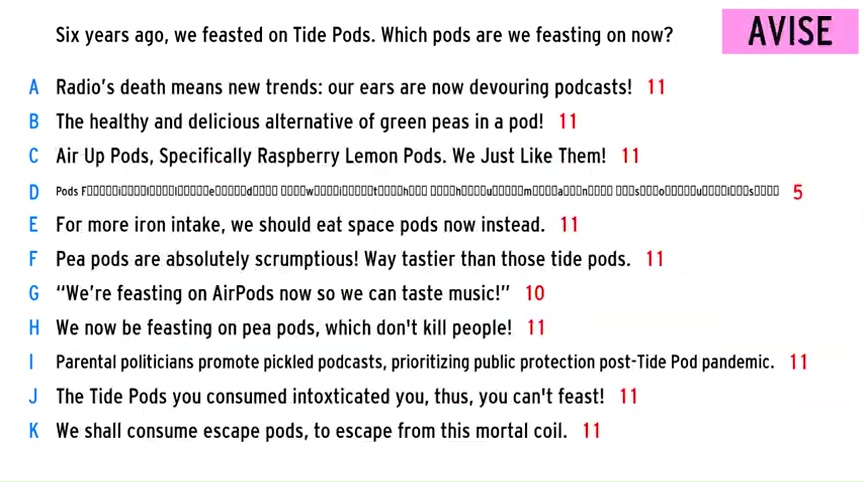 Six years ago, we feasted on Tide Pods. Which pods are we feasting on now?
AVISE
A Radio's death means new trends: our ears are now devouring podcasts! 11
B The healthy and delicious alternative of green peas in a pod! 11
C Air Up Pods, Specifically Raspberry Lemon Pods. We Just Like Them! 11
D Pods Filled with human souls 5
E For more iron intake, we should eat space pods now instead. 11
F Pea pods are absolutely scrumptious! Way tastier than those tide pods. 11
G “We're feasting on AirPods now so we can taste music!” 10
H We now be feasting on pea pods, which don't kill people! 11
I Parental politicians promote pickled podcasts, prioritizing public protection post-Tide Pod pandemic. 11
J The Tide Pods you consumed intoxticated you, thus, you can't feast! 11
K We shall consume escape pods, to escape from this mortal coil. 11